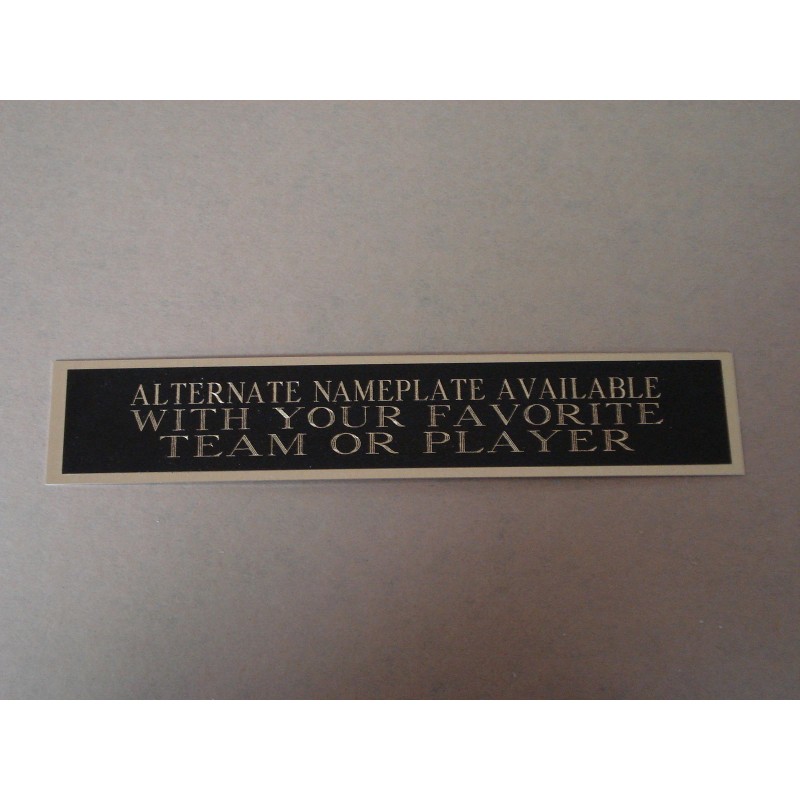 ALTERNATE NAMEPLATE AVAILABLE
WITH YOUR FAVORITE
TEAM OR PLAYER